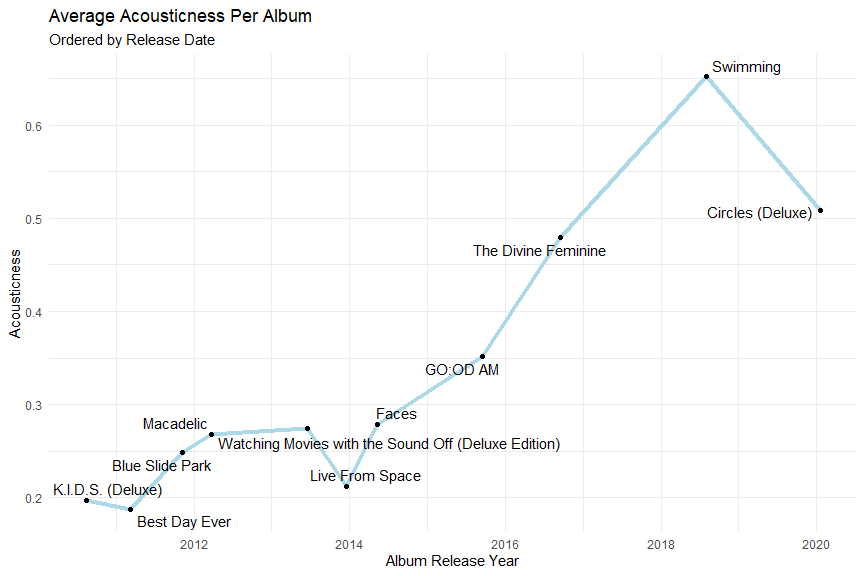 Average Acousticness Per Album
Ordered by Release Date
Swimming
0.6
Circles (Deluxe)
0.5
The Divine Feminine
Acousticness
0.4
GO:OD AM
0.3
Faces
Macadelic
Watching Movies with the Sound Off (Deluxe Edition)
Blue Slide Park
Live From Space
K.I.D.S. (Deluxe)
0.2
Best Day Ever
2012
2014
2016
2018
2020
Album Release Year